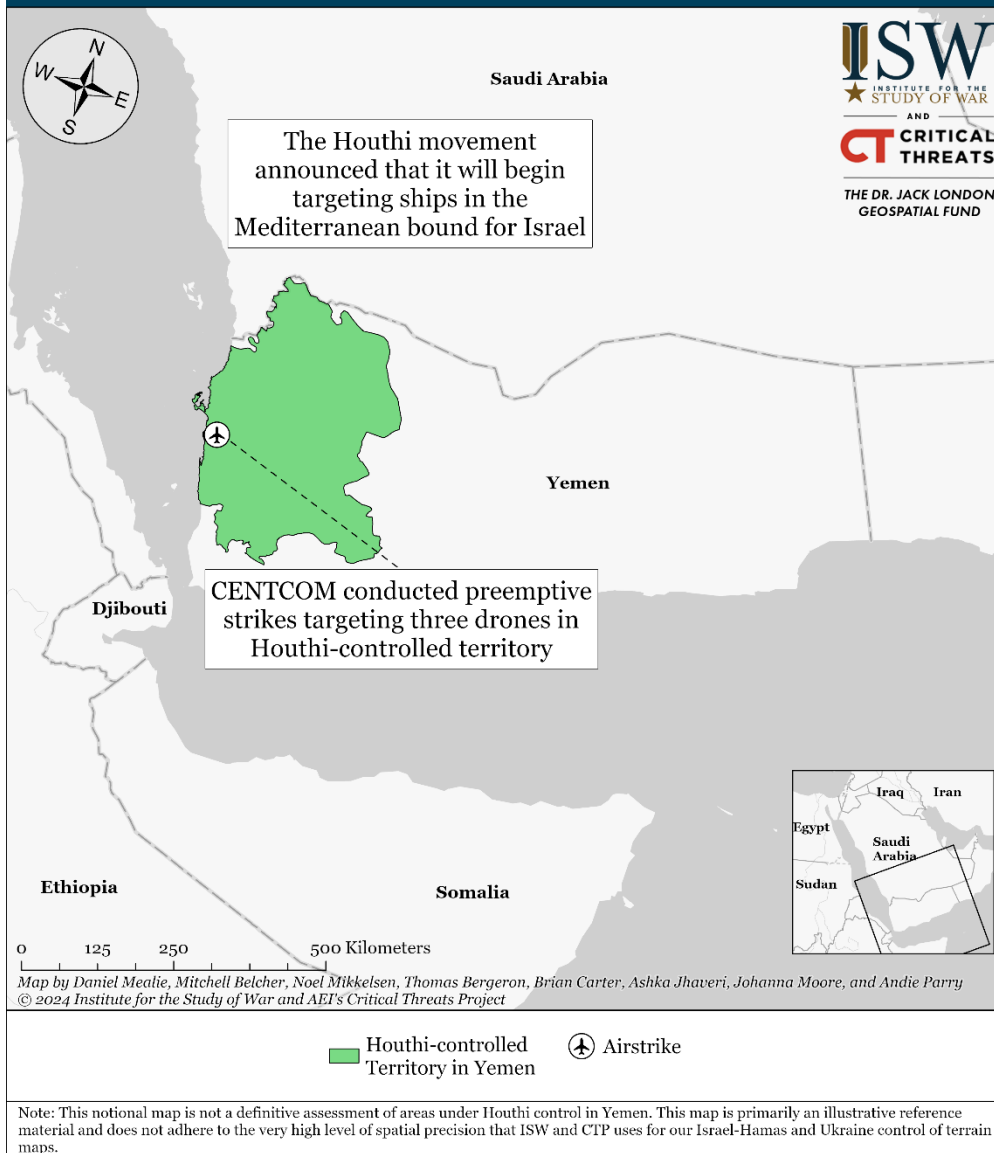 N
W
E
S
Saudi Arabia
ISW
INSTITUTE FOR THE
STUDY OF WAR
AND
CT CRITICAL
THREATS
THE DR. JACK LONDON
GEOSPATIAL FUND
The Houthi movement
announced that it will begin
targeting ships in the
Mediterranean bound for Israel
Yemen
CENTCOM conducted preemptive
strikes targeting three drones in
Houthi-controlled territory
Djibouti
Ethiopia
Somalia
Iraq
Iran
Egypt
Saudi
Arabia
Sudan
0 125 250 500 Kilometers
Map by Daniel Mealie, Mitchell Belcher, Noel Mikkelsen, Thomas Bergeron, Brian Carter, Ashka Jhaveri, Johanna Moore, and Andie Parry
© 2024 Institute for the Study of War and AEI's Critical Threats Project
Houthi-controlled
Territory in Yemen
Airstrike
Note: This notional map is not a definitive assessment of areas under Houthi control in Yemen. This map is primarily an illustrative reference
material and does not adhere to the very high level of spatial precision that ISW and CTP uses for our Israel-Hamas and Ukraine control of terrain
maps.